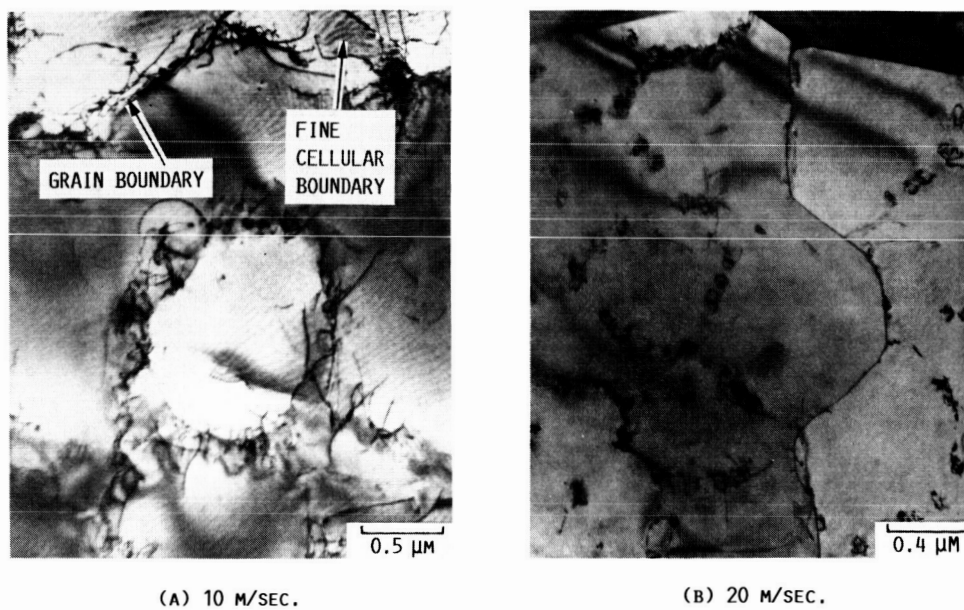 GRAIN BOUNDARY
FINE
CELLULAR
BOUNDARY
0.5 µM
0.4 µM
(A) 10 M/SEC.
(B) 20 M/SEC.